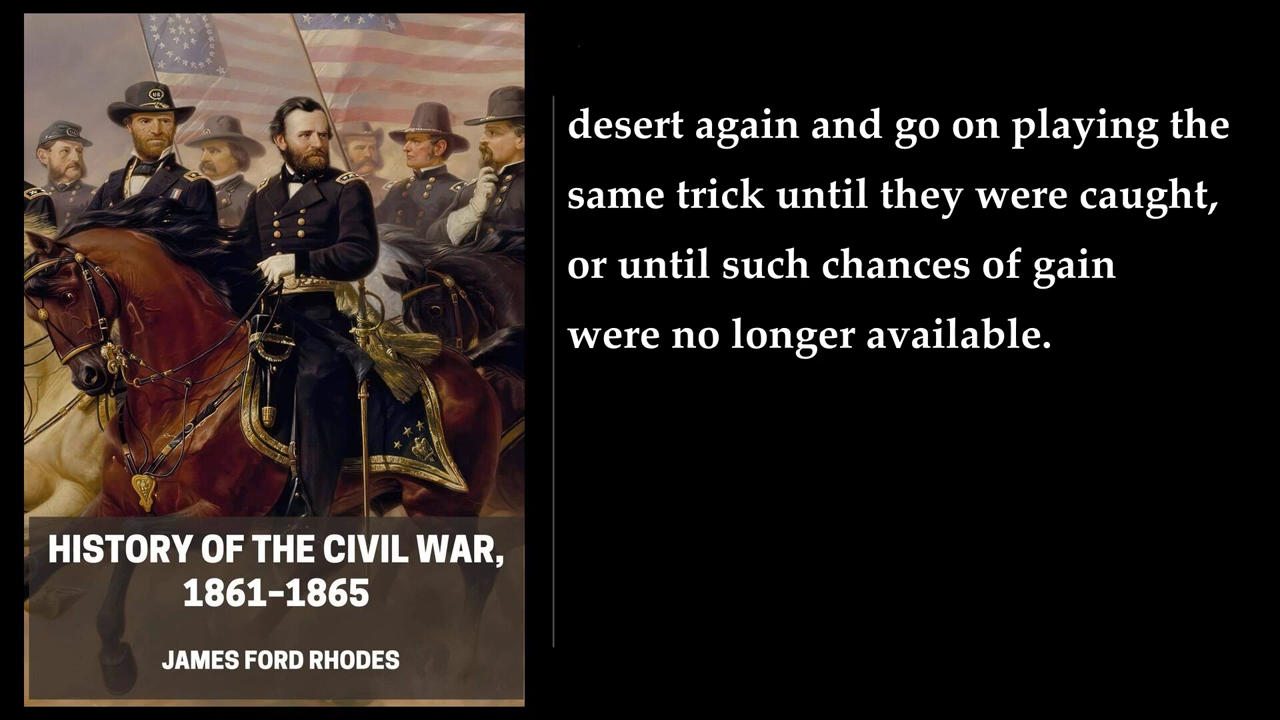 desert again and go on playing the
same trick until they were caught,
or until such chances of gain
were no longer available.
HISTORY OF THE CIVIL WAR,
1861–1865
JAMES FORD RHODES